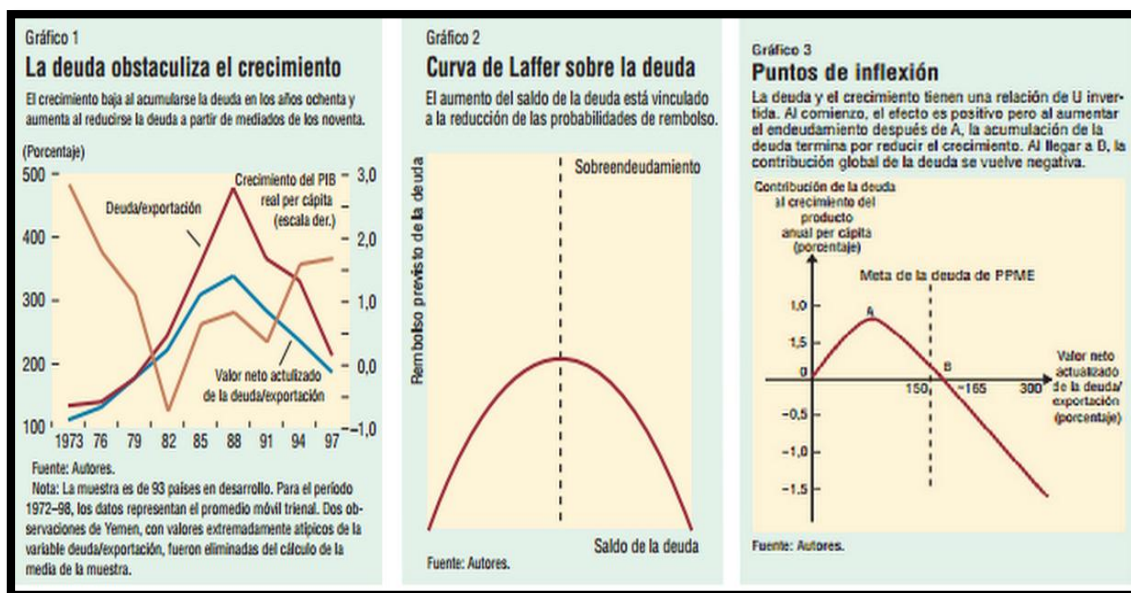 Gráfico 1
La deuda obstaculiza el crecimiento
El crecimiento baja al acumularse la deuda en los años ochenta y
aumenta al reducirse la deuda a partir de mediados de los noventa.
(Porcentaje)
500
400
300
200
100
Deuda/exportación
Crecimiento del PIB
real per cápita
(escala der.)
Valor neto actulizado
de la deuda/exportación
3,0
2,0
1,0
0,0
–1,0
1973 76 79 82 85 88 91 94 97
Fuente: Autores.
Nota: La muestra es de 93 países en desarrollo. Para el período
1972–98, los datos representan el promedio móvil trienal. Dos ob-
servaciones de Yemen, con valores extremadamente atípicos de la
variable deuda/exportación, fueron eliminadas del cálculo de la
media de la muestra.
Gráfico 2
Curva de Laffer sobre la deuda
El aumento del saldo de la deuda está vinculado
a la reducción de las probabilidades de rembolso.
Rembolso previsto de la deuda
Sobreendeudamiento
Saldo de la deuda
Fuente: Autores.
Gráfico 3
Puntos de inflexión
La deuda y el crecimiento tienen una relación de U inver-
tida. Al comienzo, el efecto es positivo pero al aumentar
el endeudamiento después de A, la acumulación de la
deuda termina por reducir el crecimiento. Al llegar a B, la
contribución global de la deuda se vuelve negativa.
Contribución de la deuda
al crecimiento del
producto
anual per cápita
(porcentaje)
Meta de la deuda de PPME
1,0
1,5
0
–0,5
–1,0
–1.5
A
B
150
~165
300
Valor neto
actualizado
de la deuda/
exportación
(porcentaje)
Fuente: Autores.